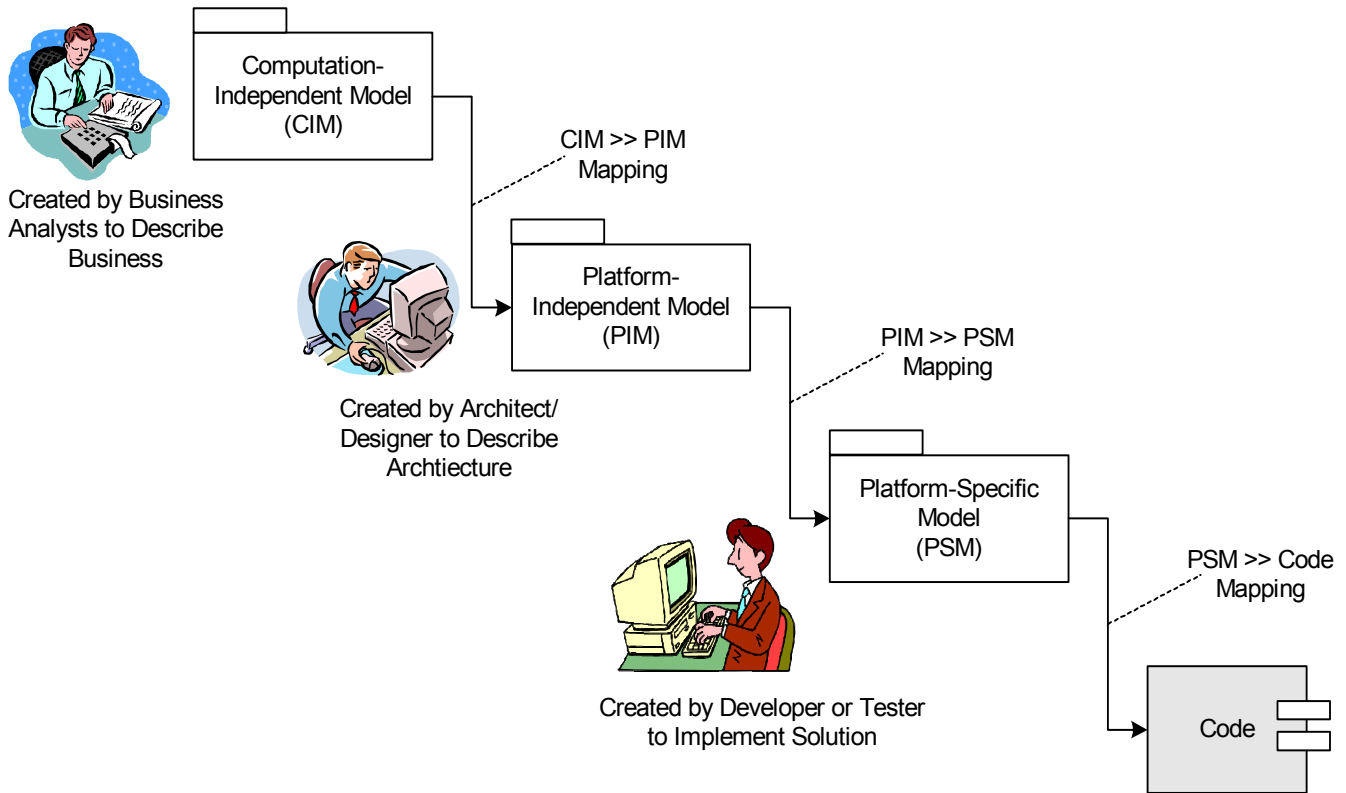 Computation-
Independent Model
(CIM)
CIM >> PIM
Mapping
Created by Business
Analysts to Describe
Business
Platform-
Independent Model
(PIM)
PIM >> PSM
Mapping
Created by Architect/
Designer to Describe
Archtiecture
Platform-Specific
Model
(PSM)
PSM >> Code
Mapping
Created by Developer or Tester
to Implement Solution
Code